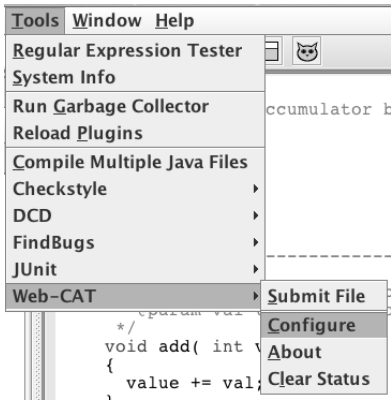 Tools Window Help
Regular Expression Tester
System Info
ccumulator b
Run Garbage Collector
Reload Plugins
Compile Multiple Java Files
Checkstyle
DCD
FindBugs
JUnit
Web-CAT
Submit File
Configure
*/
void add( int v
About
{
value += val;
Clear Status
}